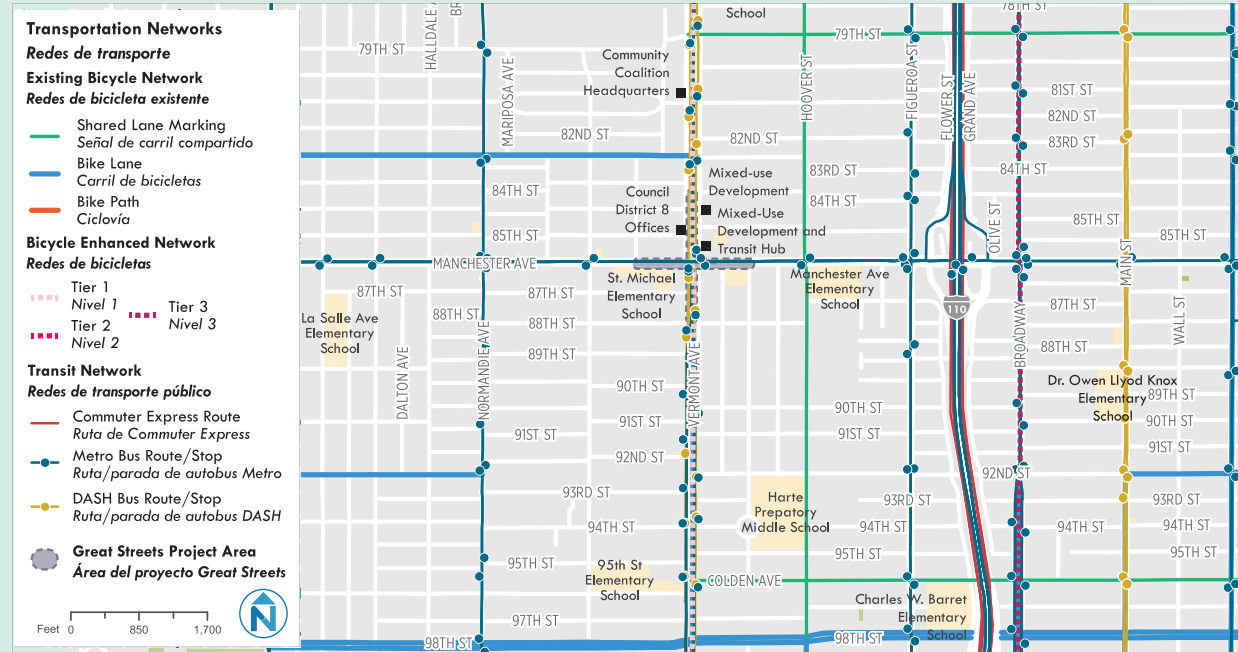 Transportation Networks
Redes de transporte
Existing Bicycle Network
Redes de bicicleta existente
Shared Lane Marking
Señal de carril compartido
Bike Lane
Carril de bicicletas
Bike Path
Ciclovía
Bicycle Enhanced Network
Redes de bicicletas
Tier 1
Nivel 1
Tier 3
Nivel 3
Tier 2
Nivel 2
Transit Network
Redes de transporte público
Commuter Express Route
Ruta de Commuter Express
Metro Bus Route/Stop
Ruta/parada de autobus Metro
DASH Bus Route/Stop
Ruta/parada de autobus DASH
Great Streets Project Area
Área del proyecto Great Streets
Feet 0 850 1,700
N
School
78TH ST
79TH ST
79TH ST
HALLDALE A
BR
MARIPOSA AVE
Community
Coalition
Headquarters
HOOVER ST
FIGUEROA ST
FLOWER ST
GRAND AVE
81ST ST
82ND ST
82ND ST
82ND ST
83RD ST
83RD ST
84TH ST
84TH ST
84TH ST
Mixed-use
Development
Council
District 8
Offices
Mixed-Use
Development and
Transit Hub
85TH ST
85TH ST
85TH ST
OLIVE ST
MAIN ST
MANCHESTER AVE
St. Michael
Elementary
School
Manchester Ave
Elementary
School
87TH ST
87TH ST
87TH ST
La Salle Ave
Elementary
School
88TH ST
88TH ST
88TH ST
110
WALL ST
BROADWAY
DALTON AVE
NORMANDIE AVE
VERMONT AVE
89TH ST
89TH ST
Dr. Owen Llyod Knox
Elementary
School
90TH ST
90TH ST
90TH ST
91ST ST
91ST ST
91ST ST
91ST ST
92ND ST
92ND ST
93RD ST
93RD ST
93RD ST
Harte
Prepatory
Middle School
94TH ST
94TH ST
94TH ST
94TH ST
95TH ST
95TH ST
95TH ST
95th St
Elementary
School
COLDEN AVE
Charles W. Barret
Elementary
School
97TH ST
98TH ST
98TH ST